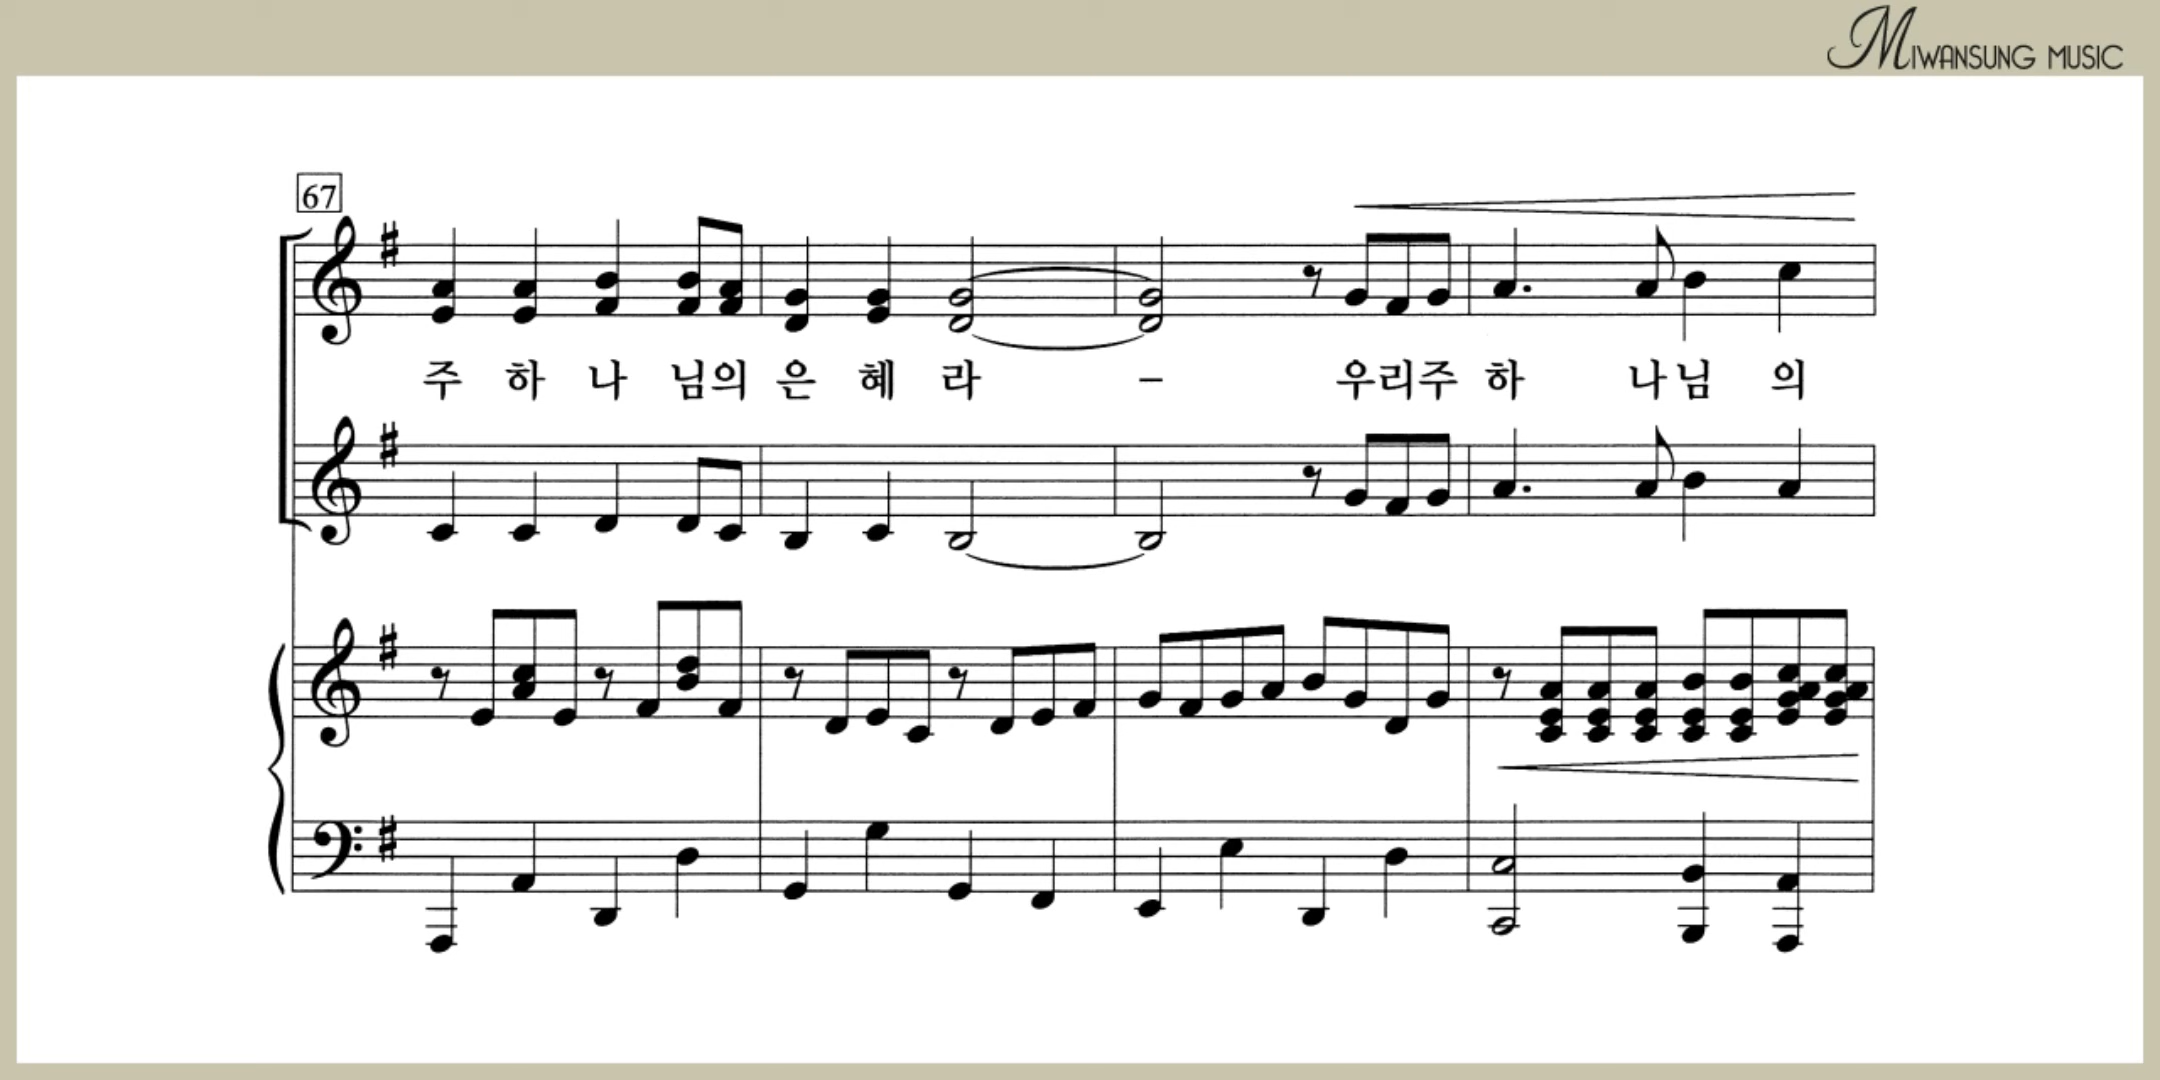 MIWANSUNG MUSIC
67
주 하 나 님의 은 혜 라 – 우리주 하 나님 의